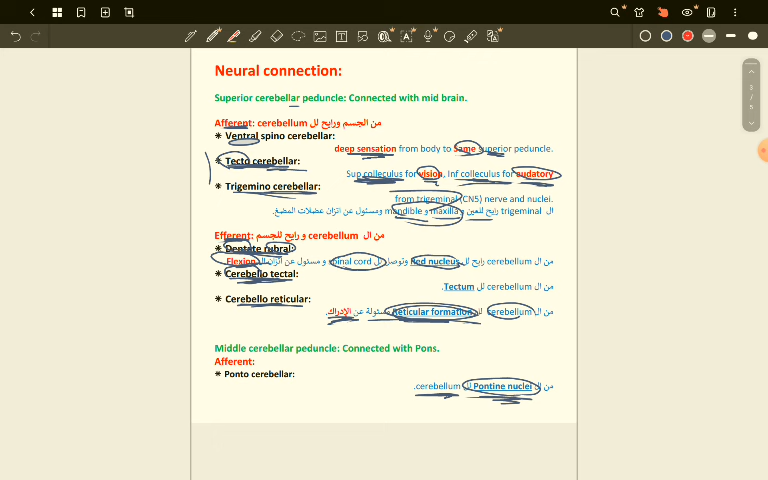 Neural connection:
Superior cerebellar peduncle: Connected with mid brain.
Afferent: cerebellum من الجسم ورايح لل
* Ventral spino cerebellar:
deep sensation from body to Same superior peduncle.
* Tecto cerebellar:
Sup colleculus for vision, Inf colleculus for audatory
* Trigemino cerebellar:
from trigeminal (CN5) nerve and nuclei.
ال trigeminal رايح للعين و maxilla و mandible ومسئول عن اتزان عضلات المضغ.
Efferent: من ال cerebellum و رايح للجسم
* Dentate rubral:
من ال cerebellum رايح لل Red nucleus وتوصل لل spinal cord و مسئول عن اتزان ال Flexion
* Cerebello tectal:
من ال cerebellum لل Tectum.
* Cerebello reticular:
من ال cerebellum لل Reticular formation مسئولة عن الإدراك.
Middle cerebellar peduncle: Connected with Pons.
Afferent:
* Ponto cerebellar:
من ال Pontine nuclei لل cerebellum.
3
/
5